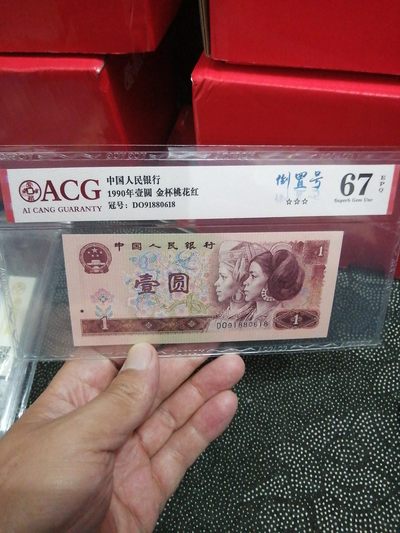 ACG
AI CANG GUARANTY
中国人民银行
1990年壹圆 金杯桃花红
冠号：DO91880618
倒置号
☆☆☆
67
EPQ
Superb Gem Unc
中国人民银行
壹圆
1
1
1
DO91880618